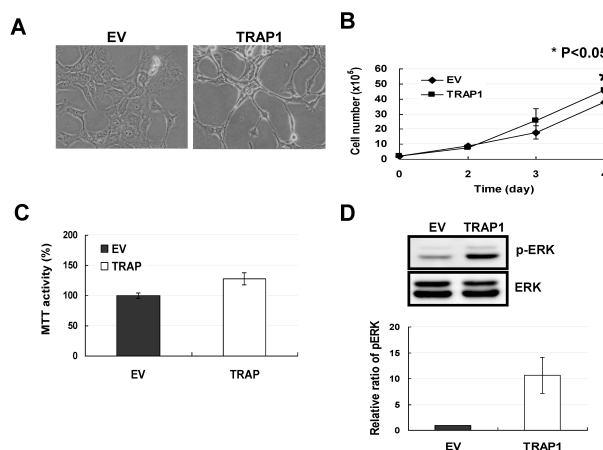 A
EV
TRAP1
B
* P<0.05
Cell number (x10⁵)
60
50
40
30
20
10
0
EV
TRAP1
*
0
2
3
4
Time (day)
C
MTT activity (%)
200
150
100
50
0
EV
TRAP
EV
TRAP
D
EV
TRAP1
p-ERK
ERK
Relative ratio of pERK
20
15
10
5
0
EV
TRAP1